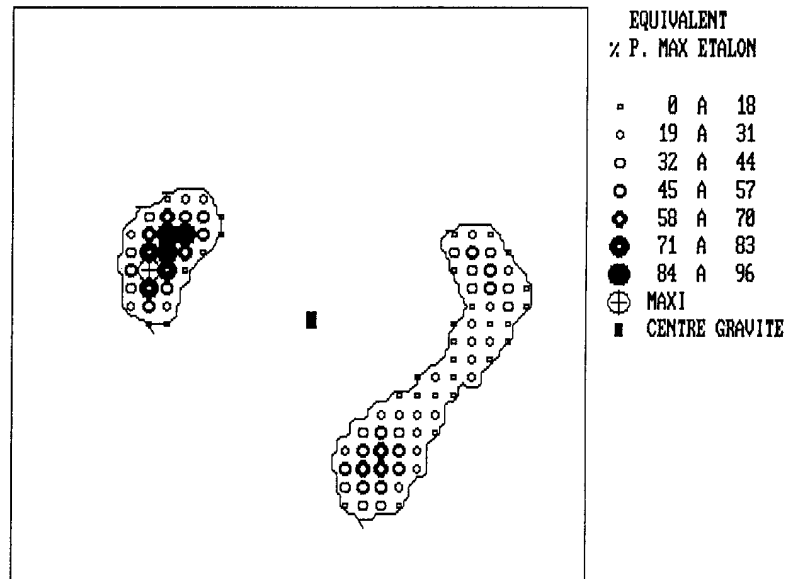 EQUIVALENT
% P. MAX ETALON
0 A 18
19 A 31
32 A 44
45 A 57
58 A 70
71 A 83
84 A 96
MAXI
CENTRE GRAVITE